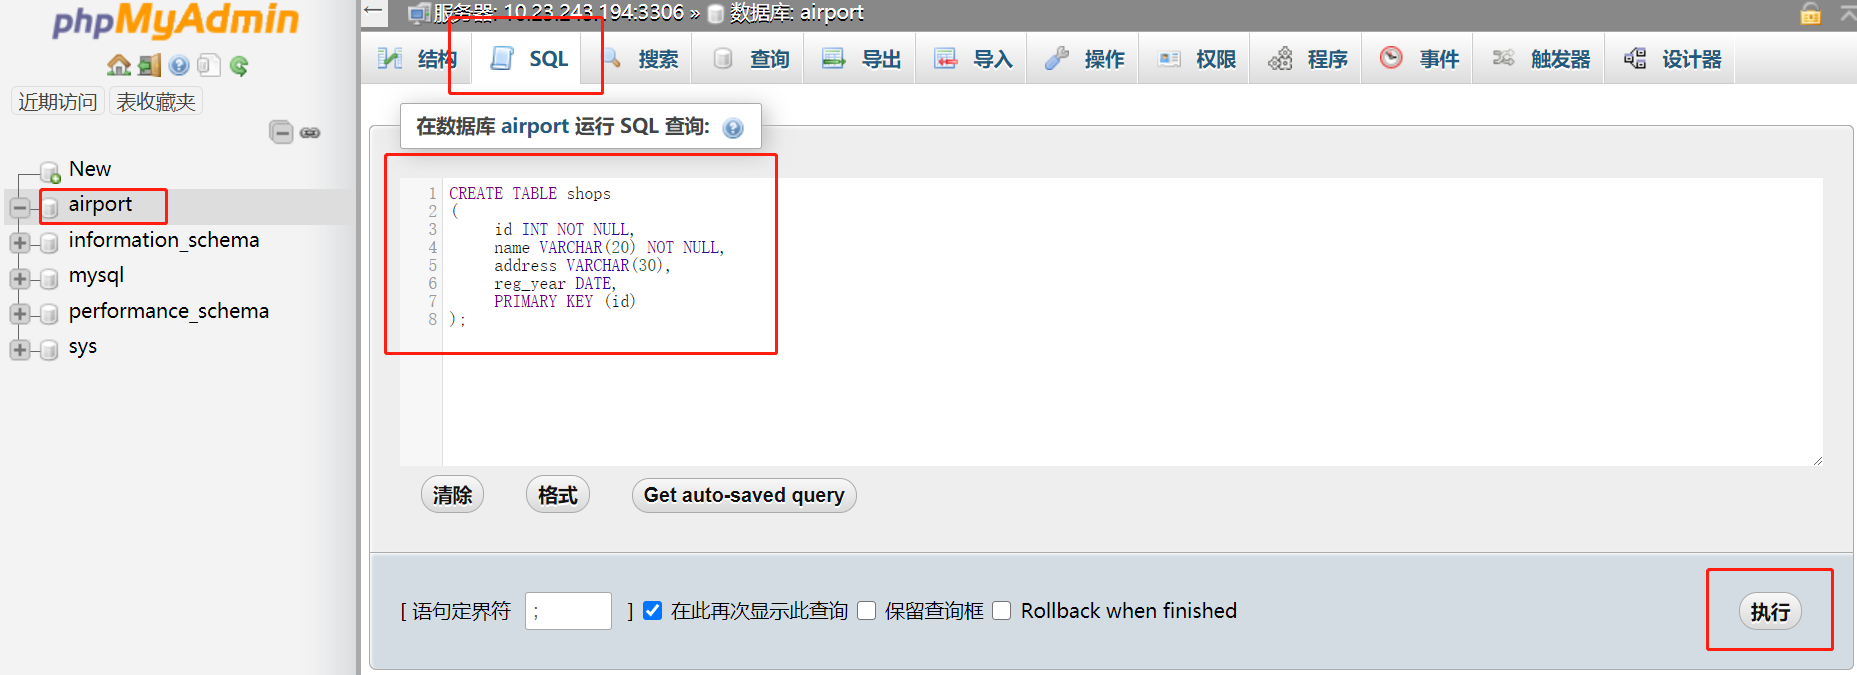 phpMyAdmin
近期访问 表收藏夹
New
airport
information_schema
mysql
performance_schema
sys
服务器: 10.23.243.194:3306 » 数据库: airport
结构 SQL 搜索 查询 导出 导入 操作 权限 程序 事件 触发器 设计器
在数据库 airport 运行 SQL 查询:
1 CREATE TABLE shops
2 (
3 id INT NOT NULL,
4 name VARCHAR(20) NOT NULL,
5 address VARCHAR(30),
6 reg_year DATE,
7 PRIMARY KEY (id)
8 );
清除 格式 Get auto-saved query
[ 语句定界符 ; ] 在此再次显示此查询 保留查询框 Rollback when finished 执行